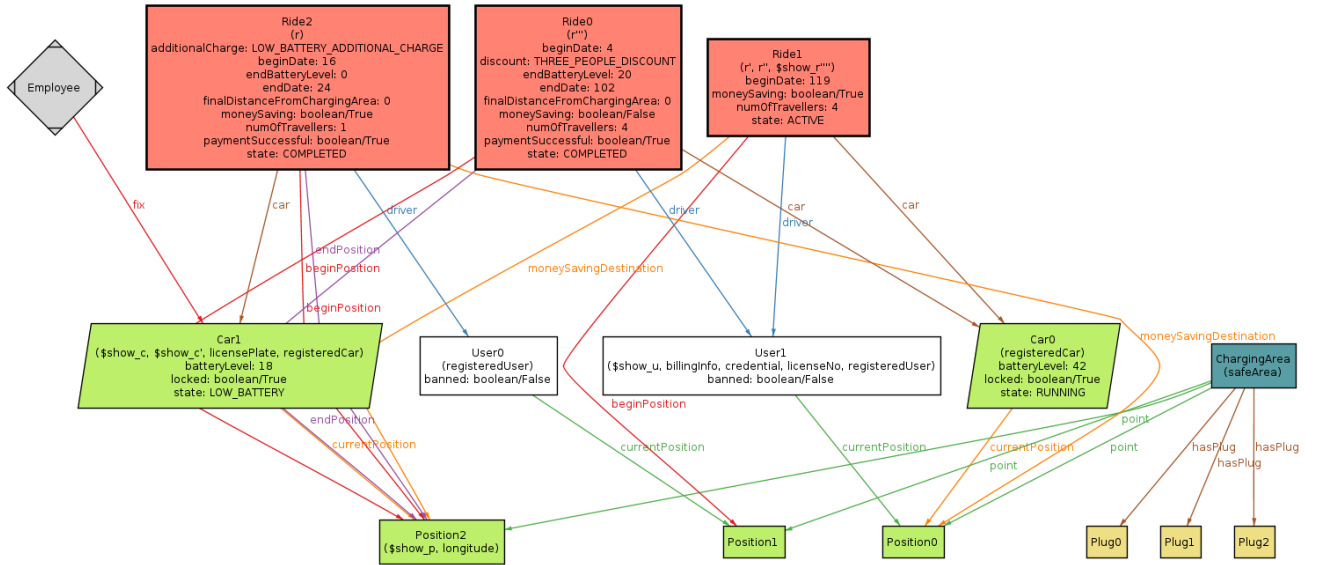 Employee
Ride2
(r)
additionalCharge: LOW_BATTERY_ADDITIONAL_CHARGE
beginDate: 16
endBatteryLevel: 0
endDate: 24
finalDistanceFromChargingArea: 0
moneySaving: boolean/True
numOfTravellers: 1
paymentSuccessful: boolean/True
state: COMPLETED
Ride0
(r''')
beginDate: 4
discount: THREE_PEOPLE_DISCOUNT
endBatteryLevel: 20
endDate: 102
finalDistanceFromChargingArea: 0
moneySaving: boolean/False
numOfTravellers: 4
paymentSuccessful: boolean/True
state: COMPLETED
Ride1
(r', r'', $show_r'''')
beginDate: 119
moneySaving: boolean/True
numOfTravellers: 4
state: ACTIVE
fix
car
driver
driver
car
driver
car
endPosition
beginPosition
moneySavingDestination
beginPosition
moneySavingDestination
Car1
($show_c, $show_c', licensePlate, registeredCar)
batteryLevel: 18
locked: boolean/True
state: LOW_BATTERY
User0
(registeredUser)
banned: boolean/False
User1
($show_u, billingInfo, credential, licenseNo, registeredUser)
banned: boolean/False
Car0
(registeredCar)
batteryLevel: 42
locked: boolean/True
state: RUNNING
ChargingArea
(safeArea)
beginPosition
endPosition
currentPosition
currentPosition
currentPosition
currentPosition
point
point
point
hasPlug
hasPlug
hasPlug
Position2
($show_p, longitude)
Position1
Position0
Plug0
Plug1
Plug2